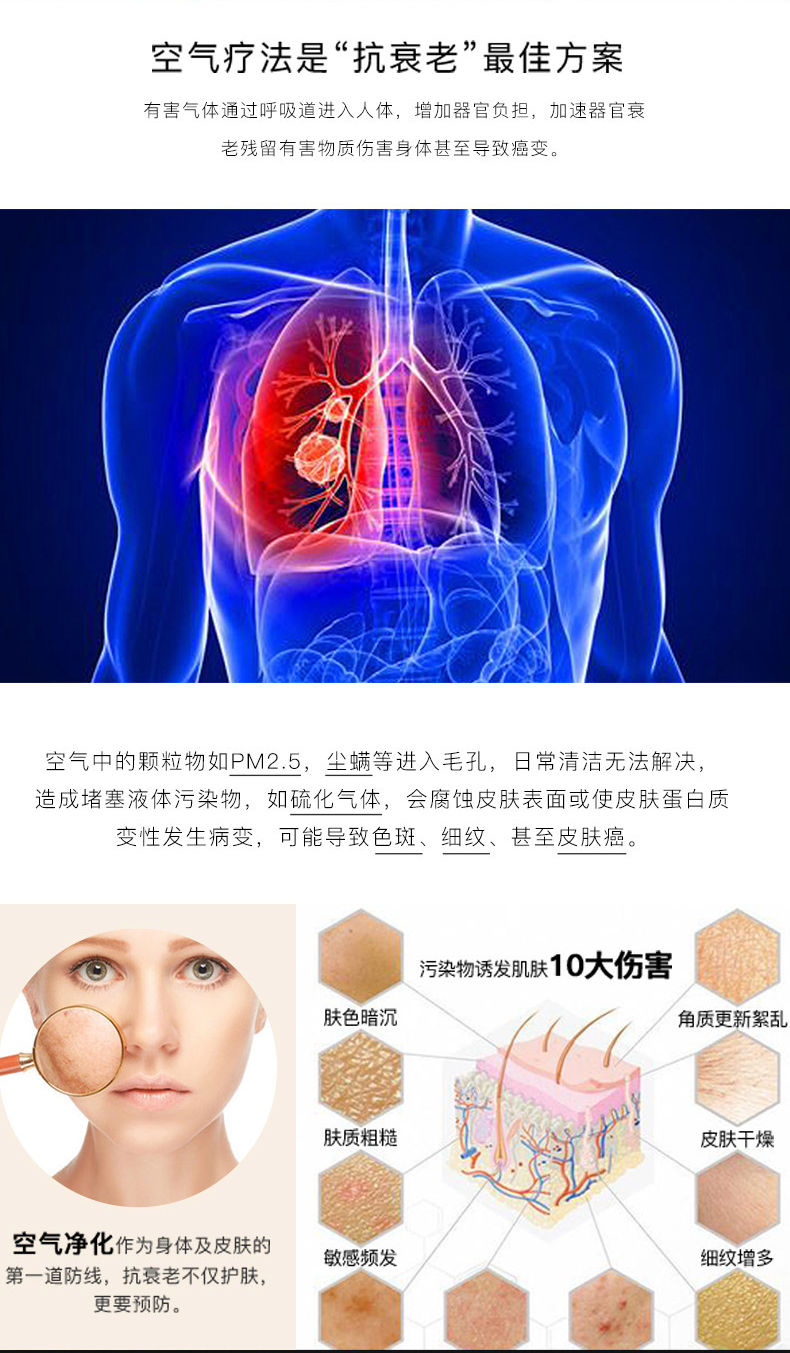 空气疗法是“抗衰老”最佳方案
有害气体通过呼吸道进入人体，增加器官负担，加速器官衰
老残留有害物质伤害身体甚至导致癌变。
空气中的颗粒物如PM2.5，尘螨等进入毛孔，日常清洁无法解决，
造成堵塞液体污染物，如硫化气体，会腐蚀皮肤表面或使皮肤蛋白质
变性发生病变，可能导致色斑、细纹、甚至皮肤癌。
空气净化作为身体及皮肤的
第一道防线，抗衰老不仅护肤，
更要预防。
污染物诱发肌肤10大伤害
肤色暗沉
角质更新絮乱
肤质粗糙
皮肤干燥
敏感频发
细纹增多